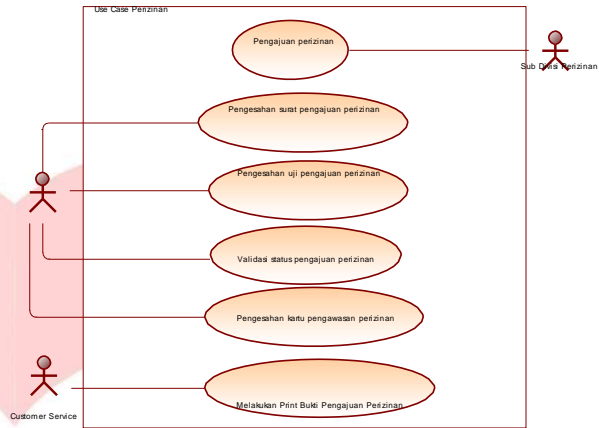 Use Case Perizinan
Pengajuan perizinan
Sub Divisi Perizinan
Pengesahan surat pengajuan perizinan
Pengesahan uji pengajuan perizinan
Validasi status pengajuan perizinan
Pengesahan kartu pengawasan perizinan
Melakukan Print Bukti Pengajuan Perizinan
Customer Service